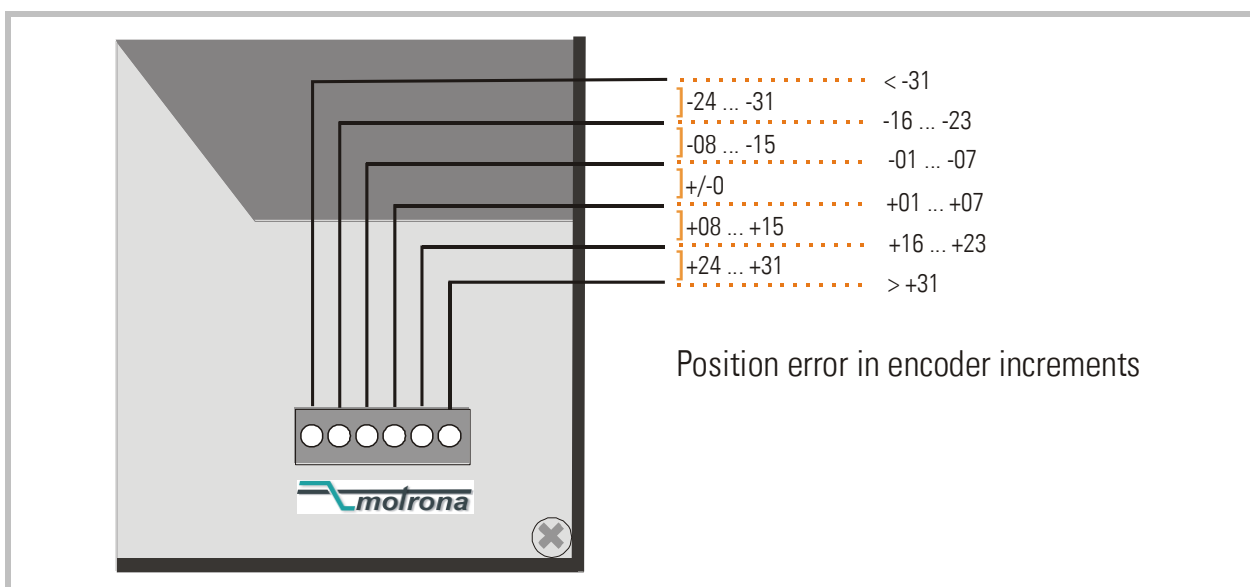 < -31
-24 ... -31
-16 ... -23
-08 ... -15
-01 ... -07
+/-0
+01 ... +07
+08 ... +15
+16 ... +23
+24 ... +31
> +31
Position error in encoder increments
motrona